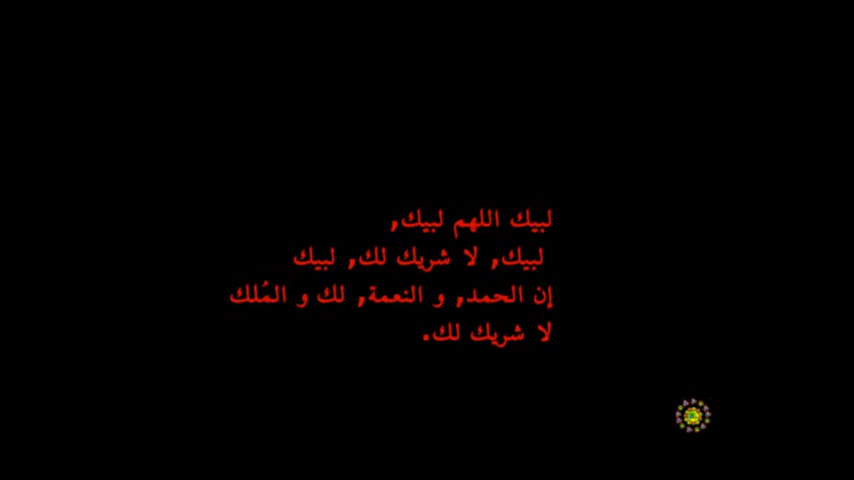 لبيك اللهم لبيك,
لبيك, لا شريك لك, لبيك
إن الحمد, و النعمة, لك و المُلك
لا شريك لك.